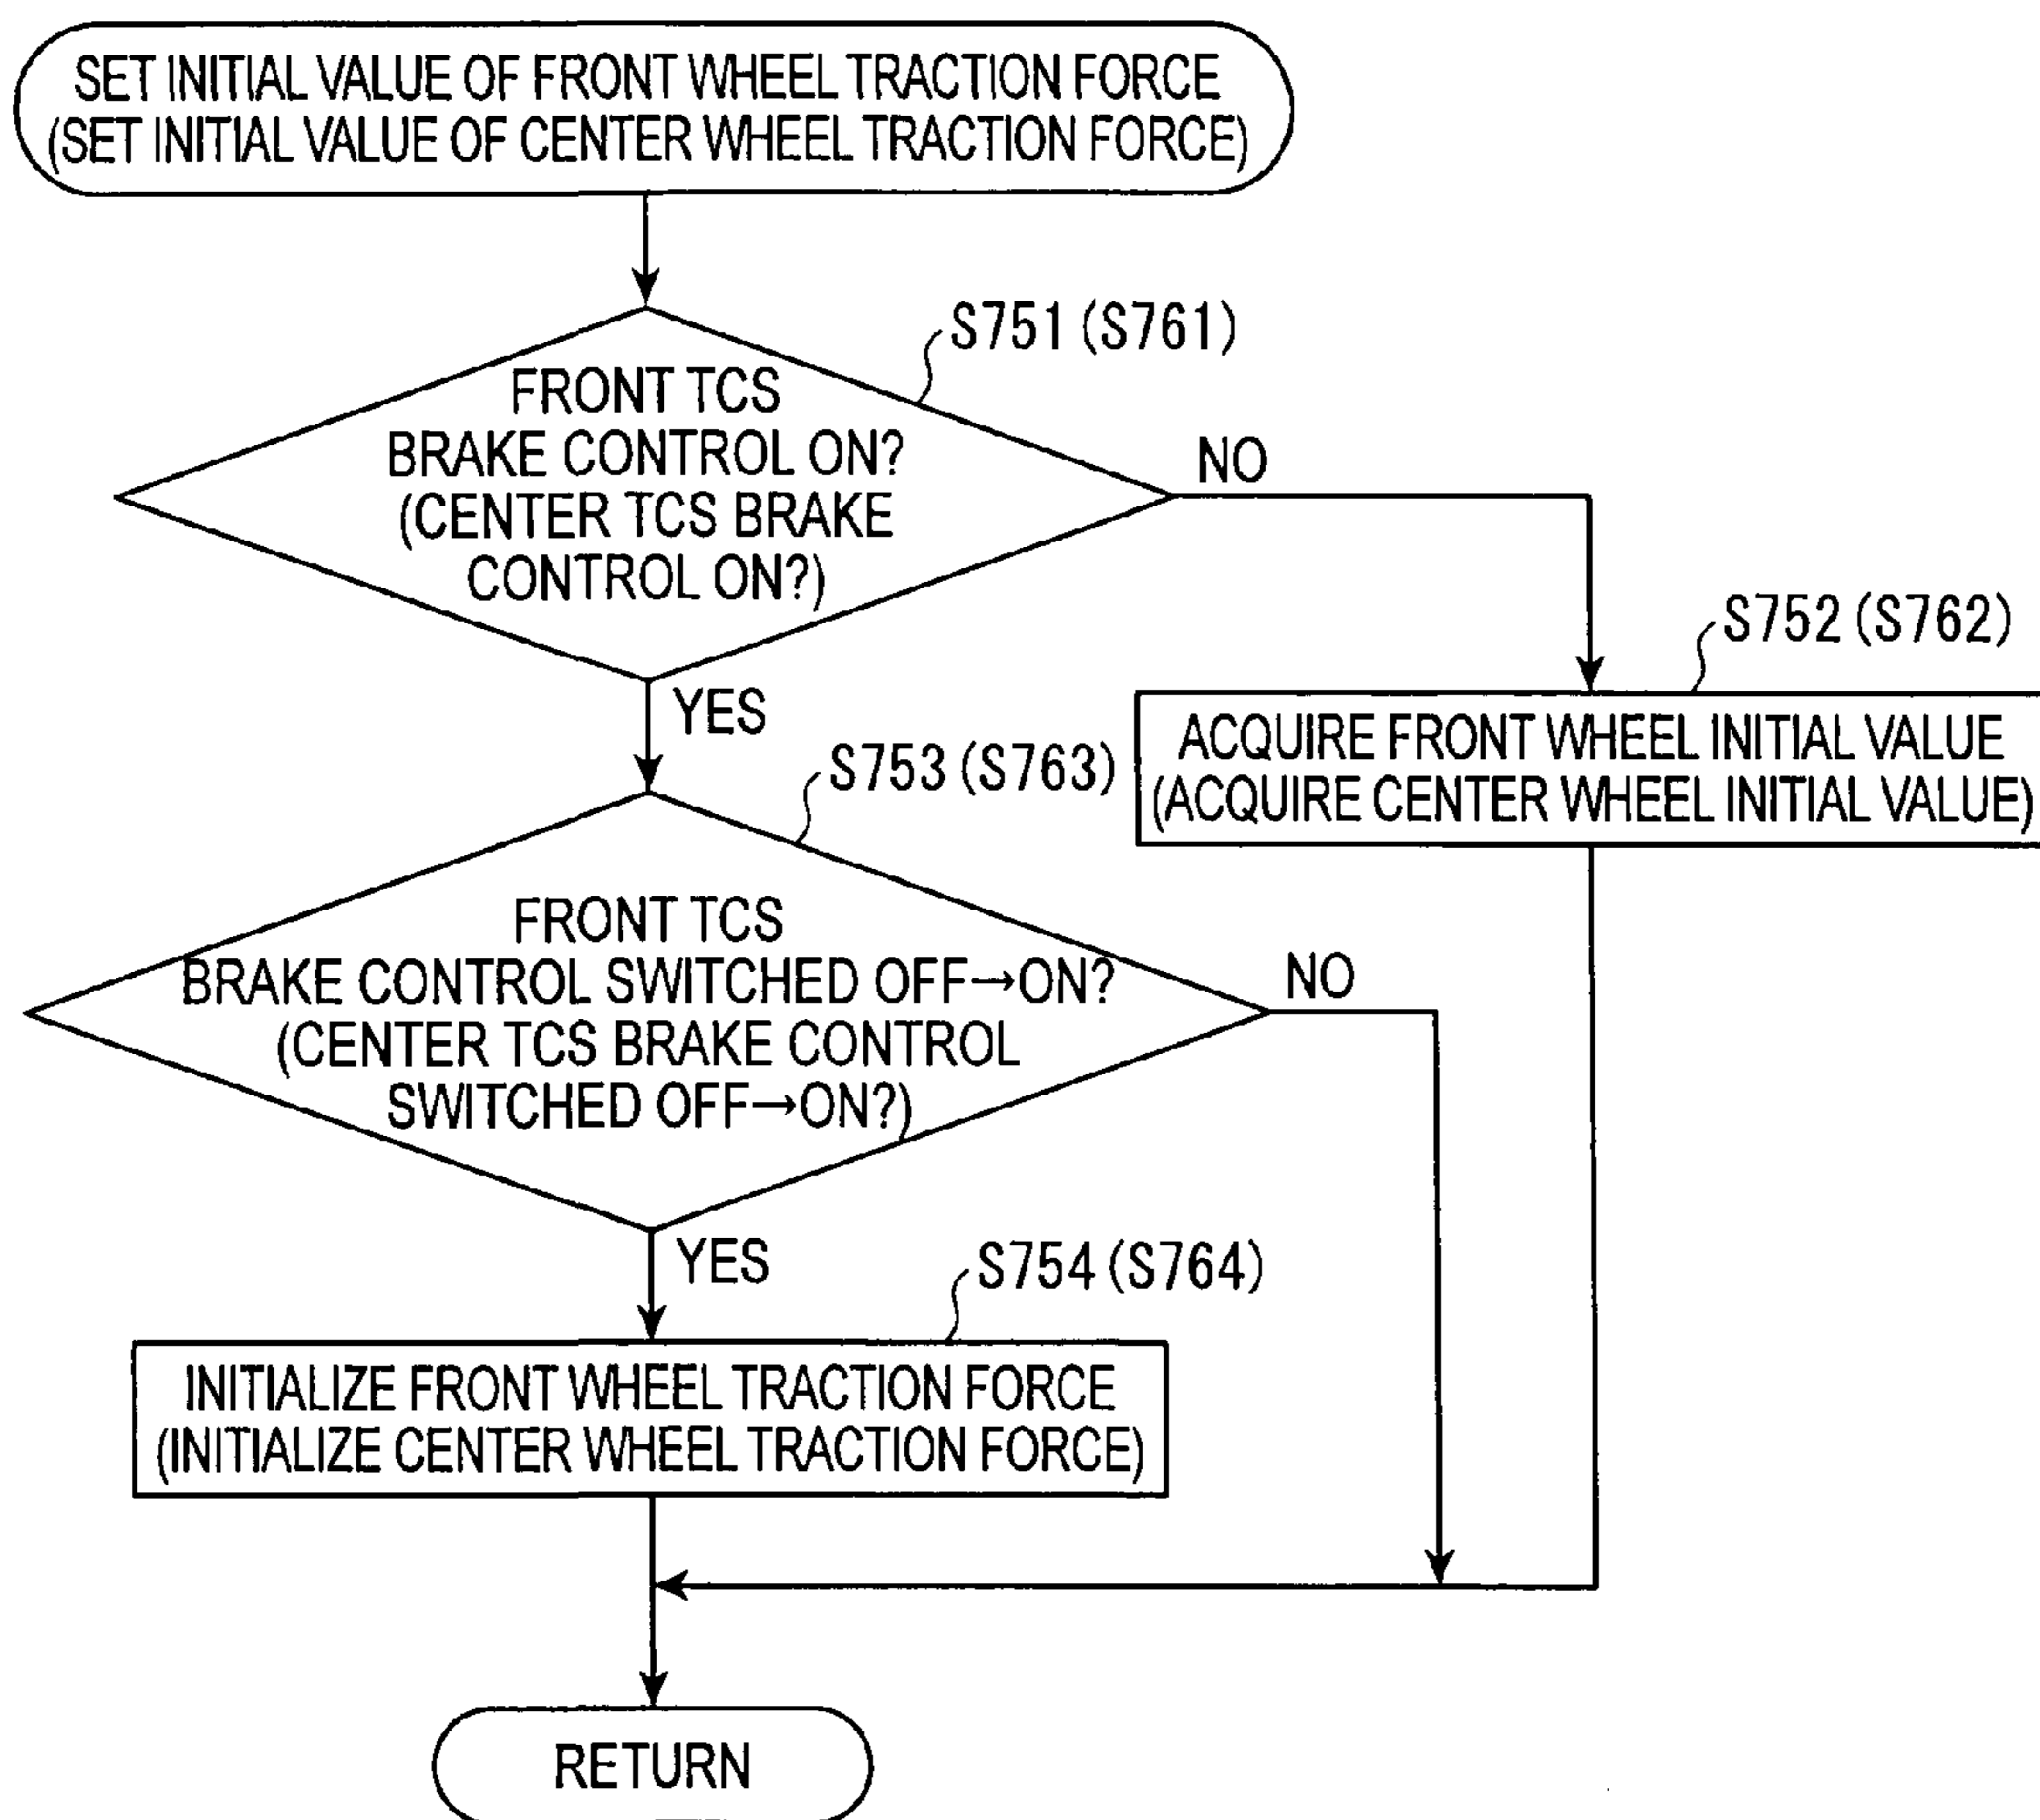 SET INITIAL VALUE OF FRONT WHEEL TRACTION FORCE
(SET INITIAL VALUE OF CENTER WHEEL TRACTION FORCE)
S751 (S761)
FRONT TCS
BRAKE CONTROL ON?
(CENTER TCS BRAKE
CONTROL ON?)
NO
YES
S752 (S762)
ACQUIRE FRONT WHEEL INITIAL VALUE
(ACQUIRE CENTER WHEEL INITIAL VALUE)
S753 (S763)
FRONT TCS
BRAKE CONTROL SWITCHED OFF→ON?
(CENTER TCS BRAKE CONTROL
SWITCHED OFF→ON?)
NO
YES
S754 (S764)
INITIALIZE FRONT WHEEL TRACTION FORCE
(INITIALIZE CENTER WHEEL TRACTION FORCE)
RETURN